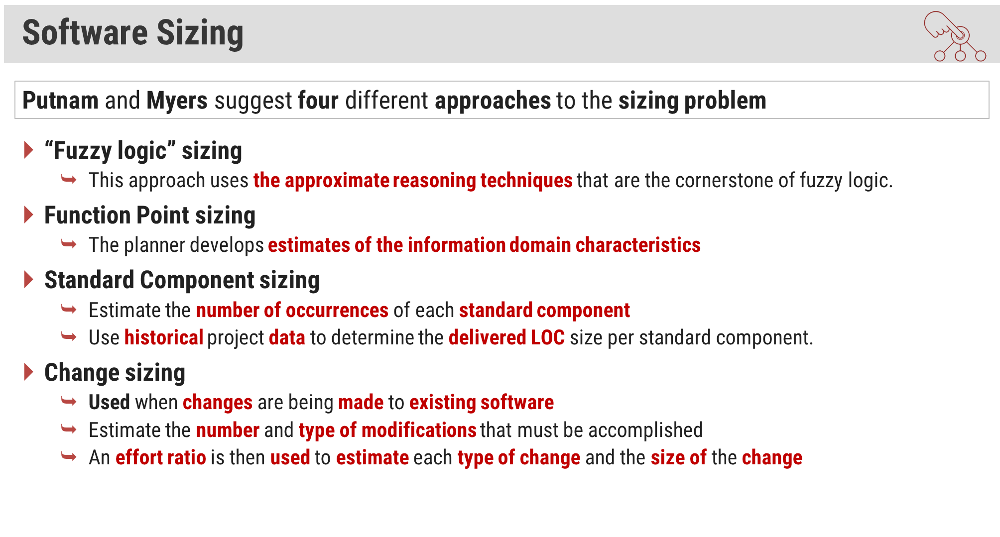 Software Sizing
Putnam and Myers suggest four different approaches to the sizing problem
“Fuzzy logic” sizing
This approach uses the approximate reasoning techniques that are the cornerstone of fuzzy logic.
Function Point sizing
The planner develops estimates of the information domain characteristics
Standard Component sizing
Estimate the number of occurrences of each standard component
Use historical project data to determine the delivered LOC size per standard component.
Change sizing
Used when changes are being made to existing software
Estimate the number and type of modifications that must be accomplished
An effort ratio is then used to estimate each type of change and the size of the change